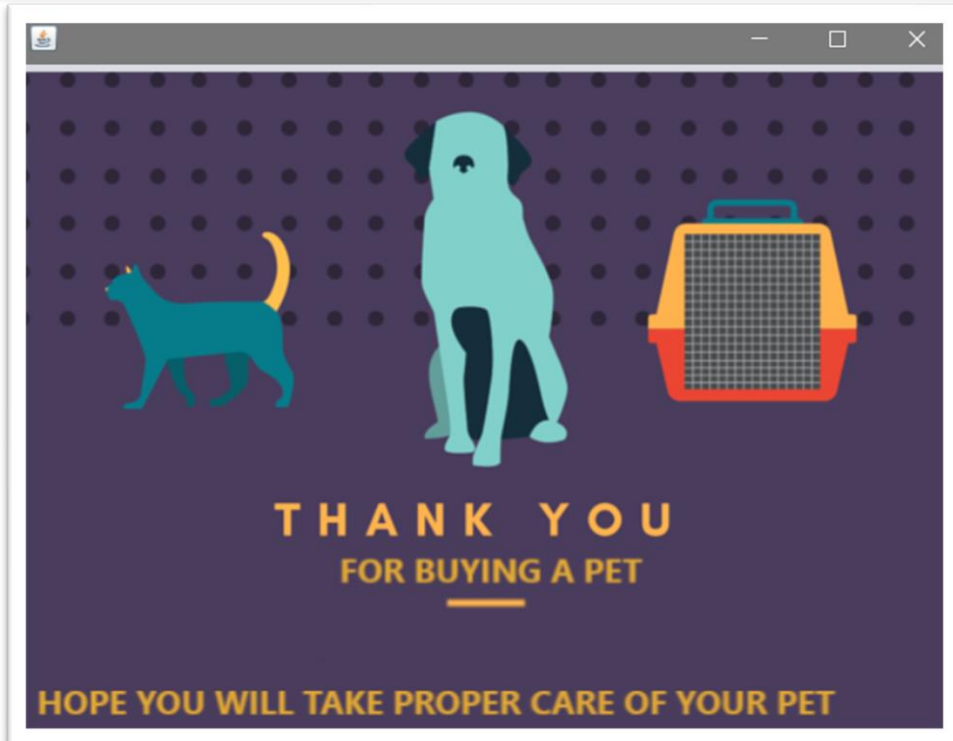 THANK YOU
FOR BUYING A PET
HOPE YOU WILL TAKE PROPER CARE OF YOUR PET